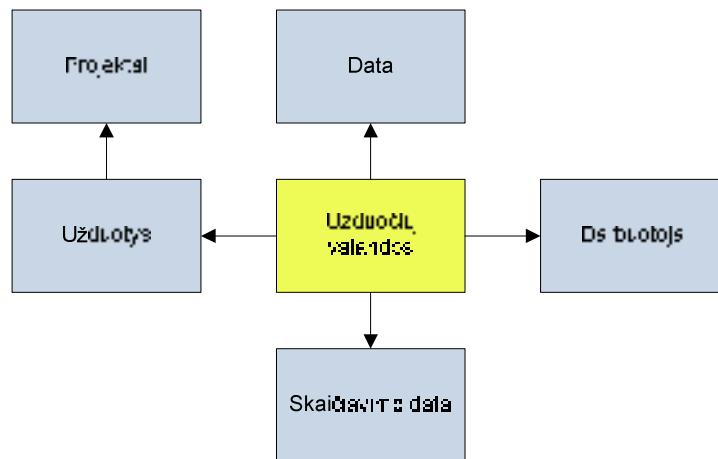 Projektai
Data
Užduotys
Užduočių
valandos
Skaičiavimo data